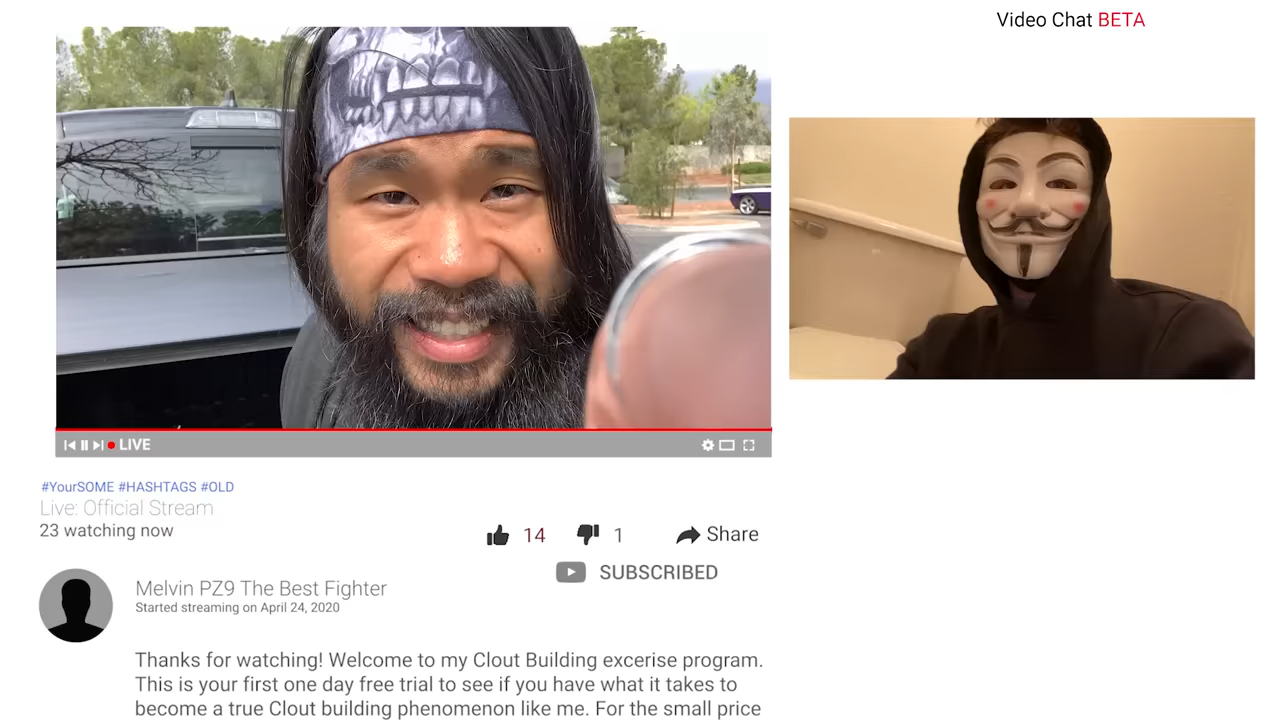 Video Chat BETA
LIVE
#YourSOME #HASHTAGS #OLD
Live: Official Stream
23 watching now
14
1
Share
SUBSCRIBED
Melvin PZ9 The Best Fighter
Started streaming on April 24, 2020
Thanks for watching! Welcome to my Clout Building excerise program.
This is your first one day free trial to see if you have what it takes to
become a true Clout building phenomenon like me. For the small price